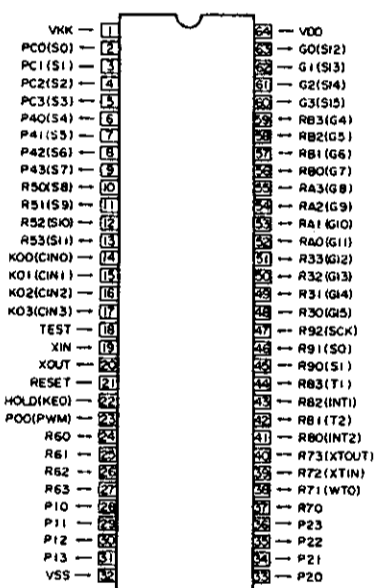 VKK 1 64 VDD
PC0(S0) 2 63 G0(S12)
PC1(S1) 3 62 G1(S13)
PC2(S2) 4 61 G2(S14)
PC3(S3) 5 60 G3(S15)
P40(S4) 6 59 RB3(G4)
P41(S5) 7 58 RB2(G5)
P42(S6) 8 57 RB1(G6)
P43(S7) 9 56 RB0(G7)
R50(S8) 10 55 RA3(G8)
R51(S9) 11 54 RA2(G9)
R52(S10) 12 53 RA1(G10)
R53(S11) 13 52 RA0(G11)
K00(CIN0) 14 51 R33(G12)
K01(CIN1) 15 50 R32(G13)
K02(CIN2) 16 49 R31(G14)
K03(CIN3) 17 48 R30(G15)
TEST 18 47 R92(SCK)
XIN 19 46 R91(SO)
XOUT 20 45 R90(SI)
RESET 21 44 R83(T1)
HOLD(KE0) 22 43 R82(INT1)
P00(PWM) 23 42 R81(T2)
R60 24 41 R80(INT2)
R61 25 40 R73(XTOUT)
R62 26 39 R72(XTIN)
R63 27 38 R71(WTO)
P10 28 37 R70
P11 29 36 P23
P12 30 35 P22
P13 31 34 P21
VSS 32 33 P20